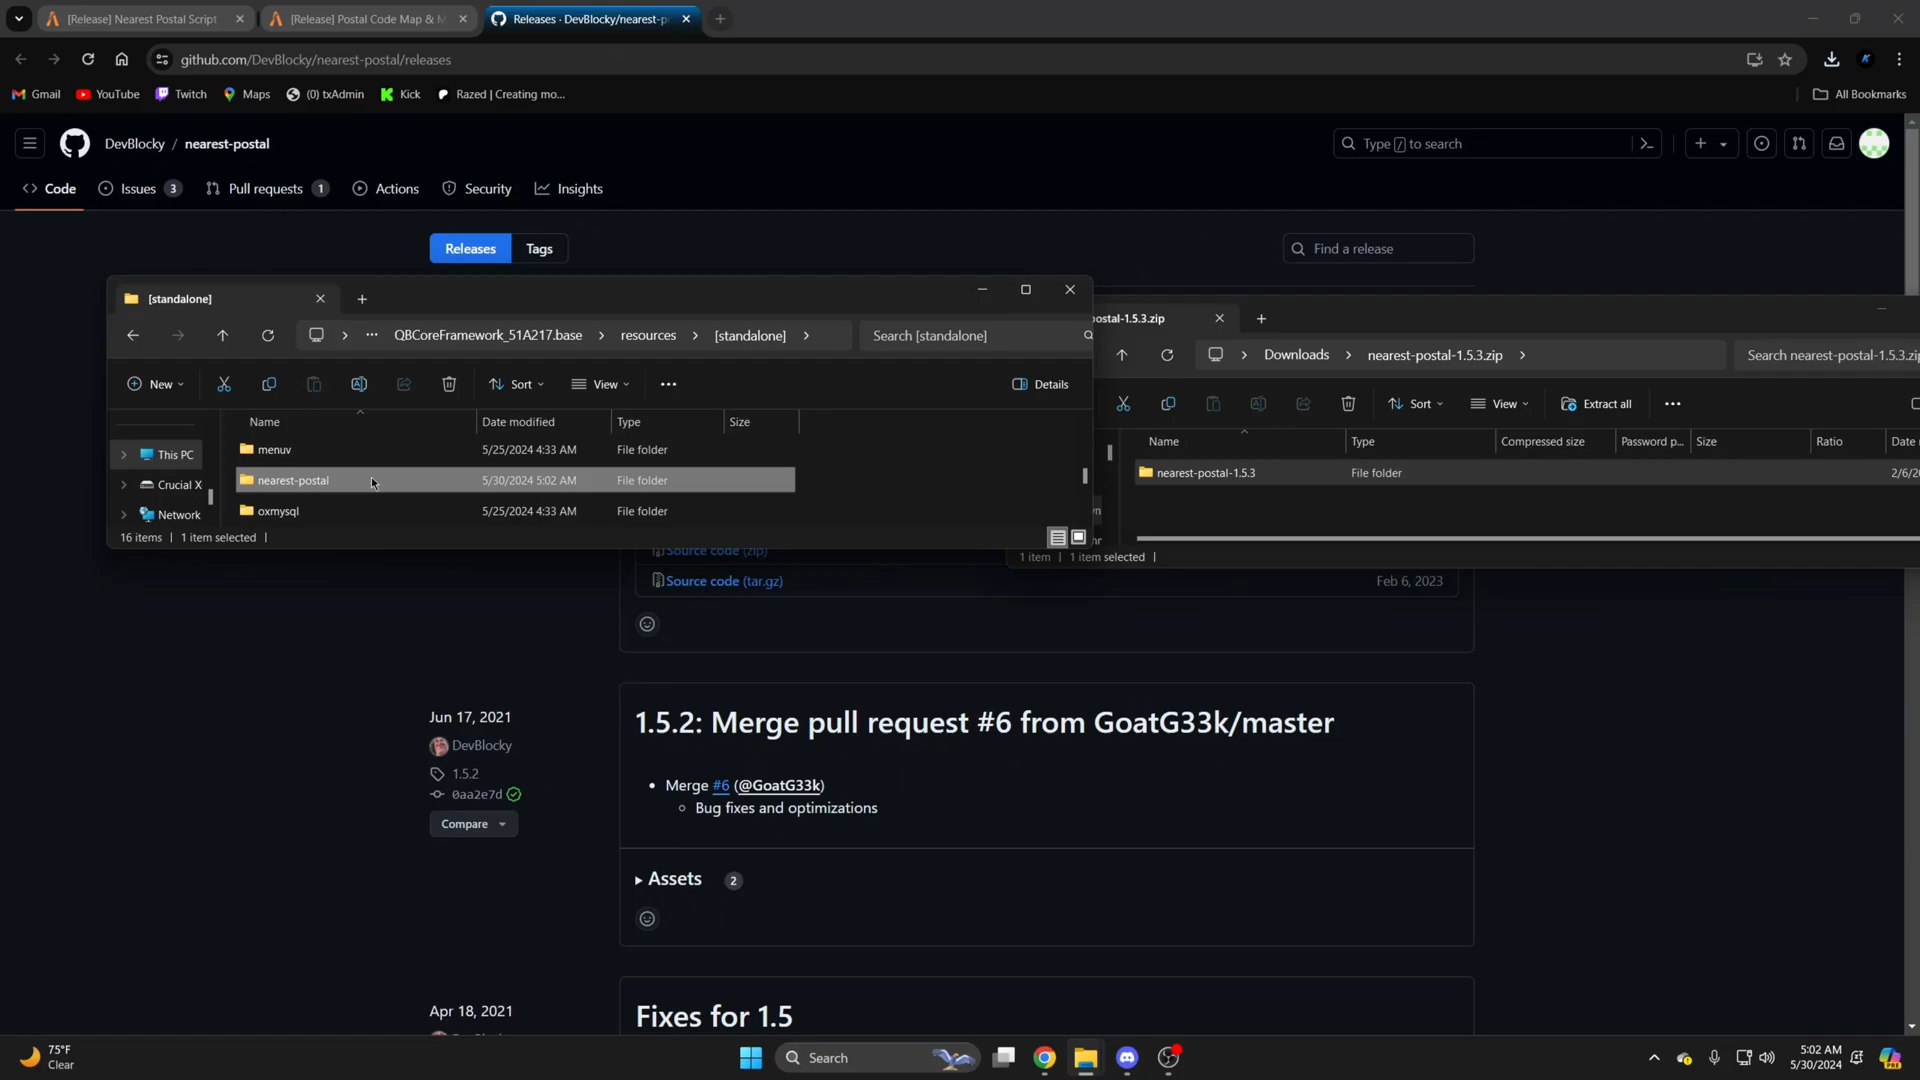 [Release] Nearest Postal Script
[Release] Postal Code Map & M
Releases · DevBlocky/nearest-p
github.com/DevBlocky/nearest-postal/releases
Gmail
YouTube
Twitch
Maps
(0) txAdmin
Kick
Razed | Creating mo...
All Bookmarks
DevBlocky / nearest-postal
Type / to search
Code
Issues 3
Pull requests 1
Actions
Security
Insights
Releases
Tags
Find a release
[standalone]
QBCoreFramework_51A217.base > resources > [standalone] >
Search [standalone]
New
Sort
View
Details
Name
Date modified
Type
Size
This PC
Crucial X
Network
menuv 5/25/2024 4:33 AM File folder
nearest-postal 5/30/2024 5:02 AM File folder
oxmysql 5/25/2024 4:33 AM File folder
16 items | 1 item selected |
ostal-1.5.3.zip
Downloads > nearest-postal-1.5.3.zip >
Search nearest-postal-1.5.3.zip
Sort
View
Extract all
Name
Type
Compressed size
Password p...
Size
Ratio
Date
nearest-postal-1.5.3 File folder 2/6/20
1 item | 1 item selected |
Source code (zip)
Source code (tar.gz)
Feb 6, 2023
Jun 17, 2021
DevBlocky
1.5.2
0aa2e7d
Compare
1.5.2: Merge pull request #6 from GoatG33k/master
• Merge #6 (@GoatG33k)
Bug fixes and optimizations
Assets 2
Apr 18, 2021
Fixes for 1.5
75°F
Clear
Search
5:02 AM
5/30/2024